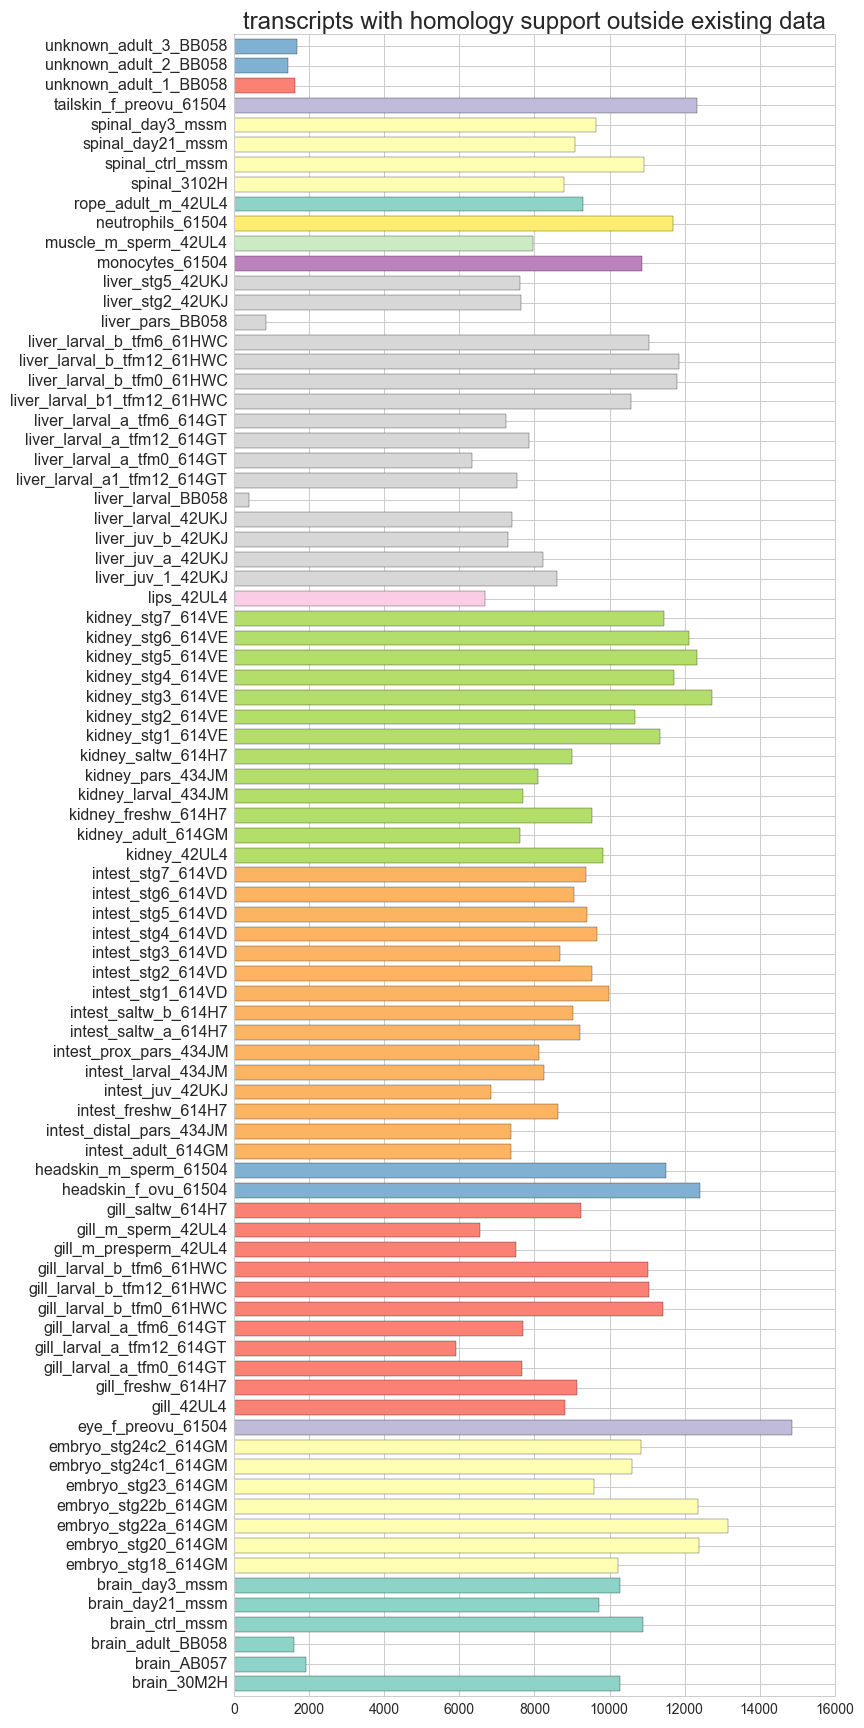 transcripts with homology support outside existing data
unknown_adult_3_BB058
unknown_adult_2_BB058
unknown_adult_1_BB058
tailskin_f_preovu_61504
spinal_day3_mssm
spinal_day21_mssm
spinal_ctrl_mssm
spinal_3102H
rope_adult_m_42UL4
neutrophils_61504
muscle_m_sperm_42UL4
monocytes_61504
liver_stg5_42UKJ
liver_stg2_42UKJ
liver_pars_BB058
liver_larval_b_tfm6_61HWC
liver_larval_b_tfm12_61HWC
liver_larval_b_tfm0_61HWC
liver_larval_b1_tfm12_61HWC
liver_larval_a_tfm6_614GT
liver_larval_a_tfm12_614GT
liver_larval_a_tfm0_614GT
liver_larval_a1_tfm12_614GT
liver_larval_BB058
liver_larval_42UKJ
liver_juv_b_42UKJ
liver_juv_a_42UKJ
liver_juv_1_42UKJ
lips_42UL4
kidney_stg7_614VE
kidney_stg6_614VE
kidney_stg5_614VE
kidney_stg4_614VE
kidney_stg3_614VE
kidney_stg2_614VE
kidney_stg1_614VE
kidney_saltw_614H7
kidney_pars_434JM
kidney_larval_434JM
kidney_freshw_614H7
kidney_adult_614GM
kidney_42UL4
intest_stg7_614VD
intest_stg6_614VD
intest_stg5_614VD
intest_stg4_614VD
intest_stg3_614VD
intest_stg2_614VD
intest_stg1_614VD
intest_saltw_b_614H7
intest_saltw_a_614H7
intest_prox_pars_434JM
intest_larval_434JM
intest_juv_42UKJ
intest_freshw_614H7
intest_distal_pars_434JM
intest_adult_614GM
headskin_m_sperm_61504
headskin_f_ovu_61504
gill_saltw_614H7
gill_m_sperm_42UL4
gill_m_presperm_42UL4
gill_larval_b_tfm6_61HWC
gill_larval_b_tfm12_61HWC
gill_larval_b_tfm0_61HWC
gill_larval_a_tfm6_614GT
gill_larval_a_tfm12_614GT
gill_larval_a_tfm0_614GT
gill_freshw_614H7
gill_42UL4
eye_f_preovu_61504
embryo_stg24c2_614GM
embryo_stg24c1_614GM
embryo_stg23_614GM
embryo_stg22b_614GM
embryo_stg22a_614GM
embryo_stg20_614GM
embryo_stg18_614GM
brain_day3_mssm
brain_day21_mssm
brain_ctrl_mssm
brain_adult_BB058
brain_AB057
brain_30M2H
0 2000 4000 6000 8000 10000 12000 14000 16000